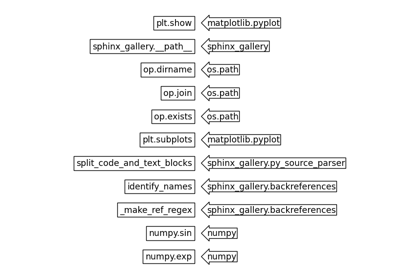 plt.show matplotlib.pyplot
sphinx_gallery.__path__ sphinx_gallery
op.dirname os.path
op.join os.path
op.exists os.path
plt.subplots matplotlib.pyplot
split_code_and_text_blocks sphinx_gallery.py_source_parser
identify_names sphinx_gallery.backreferences
_make_ref_regex sphinx_gallery.backreferences
numpy.sin numpy
numpy.exp numpy